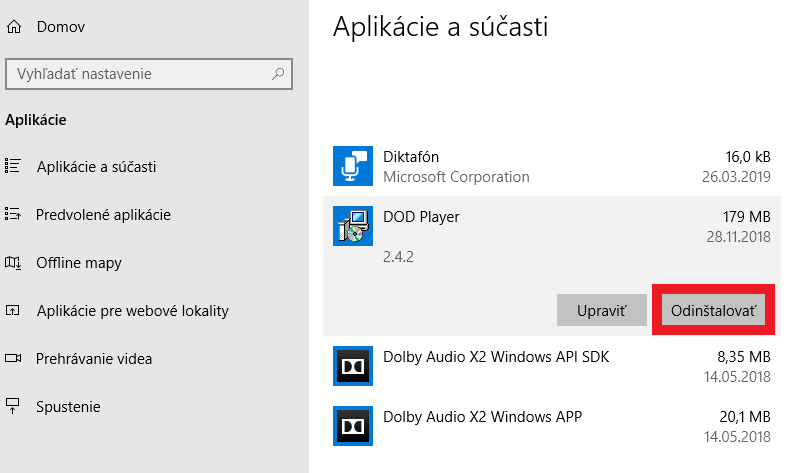 Domov
Vyhľadať nastavenie
Aplikácie
Aplikácie a súčasti
Predvolené aplikácie
Offline mapy
Aplikácie pre webové lokality
Prehrávanie videa
Spustenie
Aplikácie a súčasti
Diktafón 16,0 kB
Microsoft Corporation 26.03.2019
DOD Player 179 MB
28.11.2018
2.4.2
Upraviť Odinštalovať
Dolby Audio X2 Windows API SDK 8,35 MB
14.05.2018
Dolby Audio X2 Windows APP 20,1 MB
14.05.2018